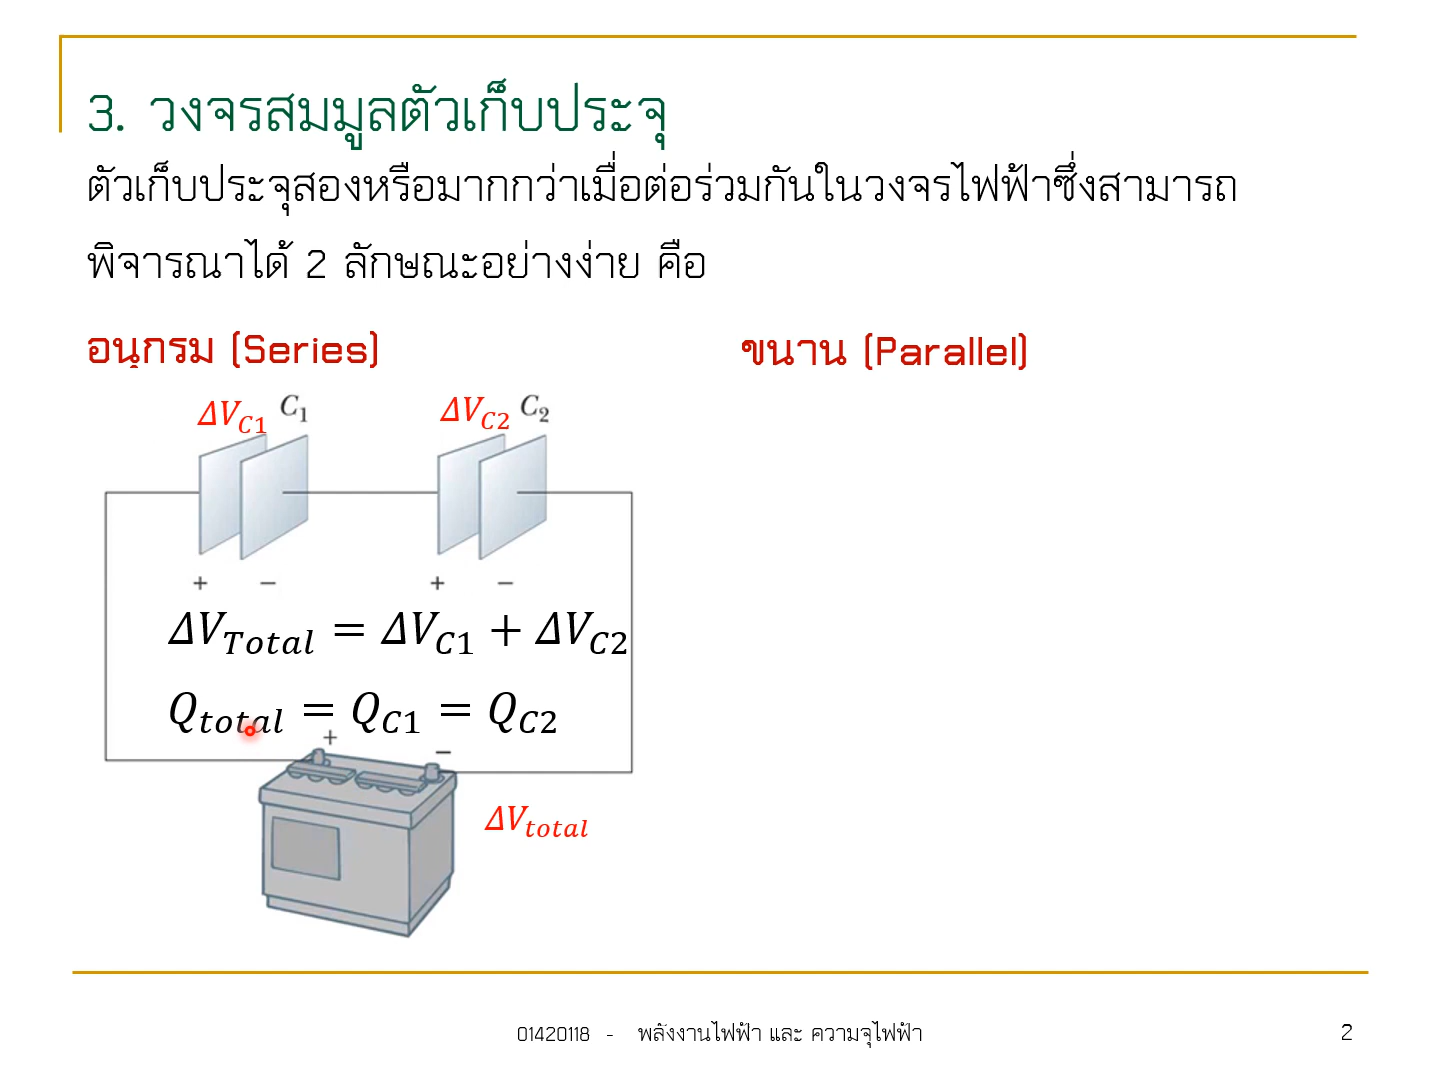 3. วงจรสมมูลตัวเก็บประจุ
ตัวเก็บประจุสองหรือมากกว่าเมื่อต่อร่วมกันในวงจรไฟฟ้าซึ่งสามารถ
พิจารณาได้ 2 ลักษณะอย่างง่าย คือ
อนุกรม (Series)
ขนาน (Parallel)
ΔV_C1 C₁
ΔV_C2 C₂
+ −
+ −
ΔV_Total = ΔV_C1 + ΔV_C2
Q_total = Q_C1 = Q_C2
+ −
ΔV_total
01420118 - พลังงานไฟฟ้า และ ความจุไฟฟ้า
2